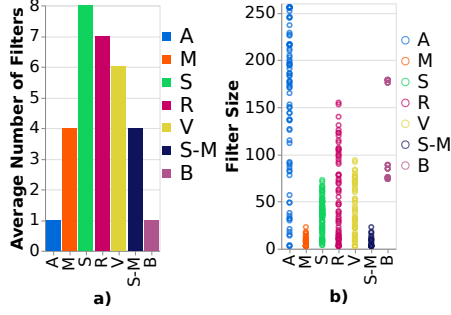 Average Number of Filters
8
7
6
5
4
3
2
1
0
A
M
S
R
V
S-M
B
A
M
S
R
V
S-M
B
a)
Filter Size
250
200
150
100
50
0
A
M
S
R
V
S-M
B
A
M
S
R
V
S-M
B
b)